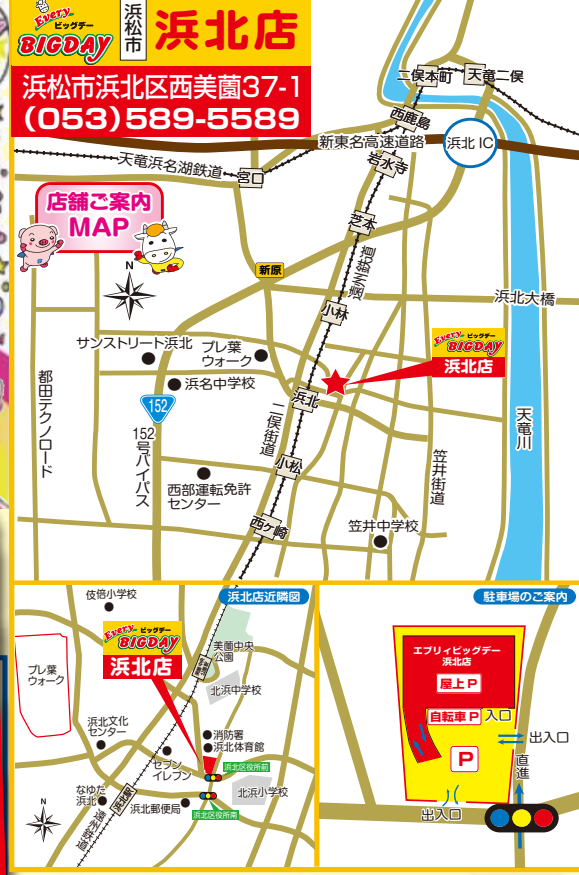 Every
ビッグデー
BIGDAY
浜松市
浜北店
浜松市浜北区西美薗37-1
(053)589-5589
二俣本町
天竜二俣
西鹿島
新東名高速道路
浜北 IC
岩水寺
天竜浜名湖鉄道
宮口
店舗ご案内
MAP
芝本
N
新原
遠州鉄道
浜北大橋
小林
サンストリート浜北
プレ葉
ウォーク
Every
ビッグデー
BIGDAY
浜北店
浜名中学校
都田テクノロード
152
浜北
152号バイパス
二俣街道
天竜川
小松
笠井街道
西部運転免許
センター
西ケ崎
笠井中学校
伎倍小学校
浜北店近隣図
Every
ビッグデー
BIGDAY
浜北店
美薗中央
公園
プレ葉
ウォーク
北浜中学校
浜北文化
センター
消防署
浜北体育館
セブン
イレブン
浜北区役所前
なゆた
浜北
浜北郵便局
北浜小学校
浜北区役所南
N
遠州鉄道
駐車場のご案内
エブリィビッグデー
浜北店
屋上 P
自転車 P
入口
出入口
P
直進
出入口